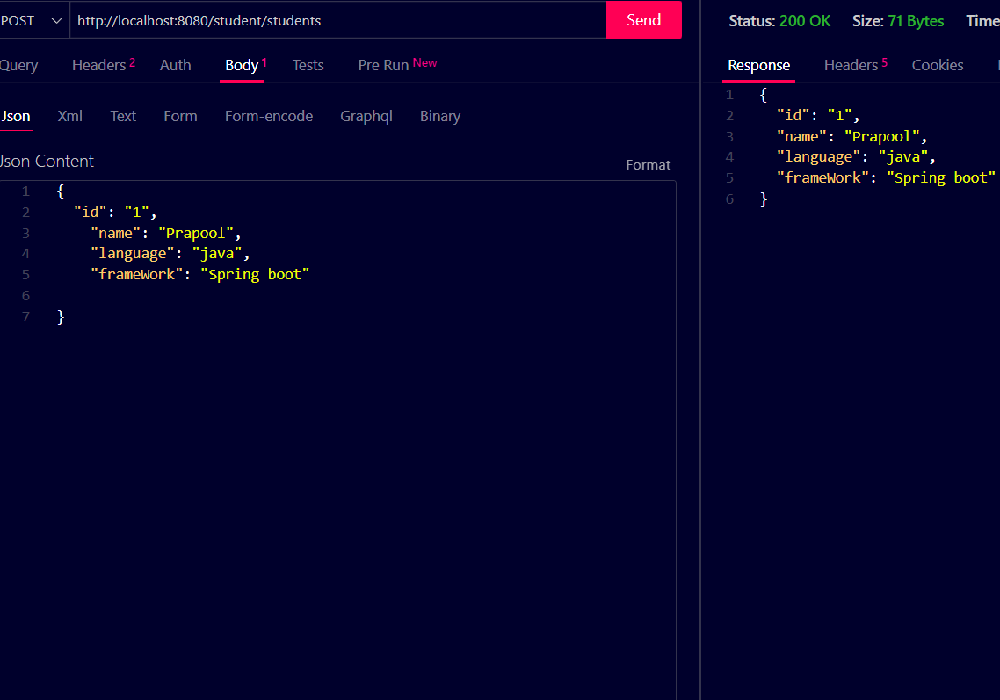 POST http://localhost:8080/student/students Send
Query Headers 2 Auth Body 1 Tests Pre Run New
Json Xml Text Form Form-encode Graphql Binary
Json Content Format
1 {
2 "id": "1",
3 "name": "Prapool",
4 "language": "java",
5 "frameWork": "Spring boot"
6
7 }
Status: 200 OK Size: 71 Bytes Time
Response Headers 5 Cookies
1 {
2 "id": "1",
3 "name": "Prapool",
4 "language": "java",
5 "frameWork": "Spring boot"
6 }